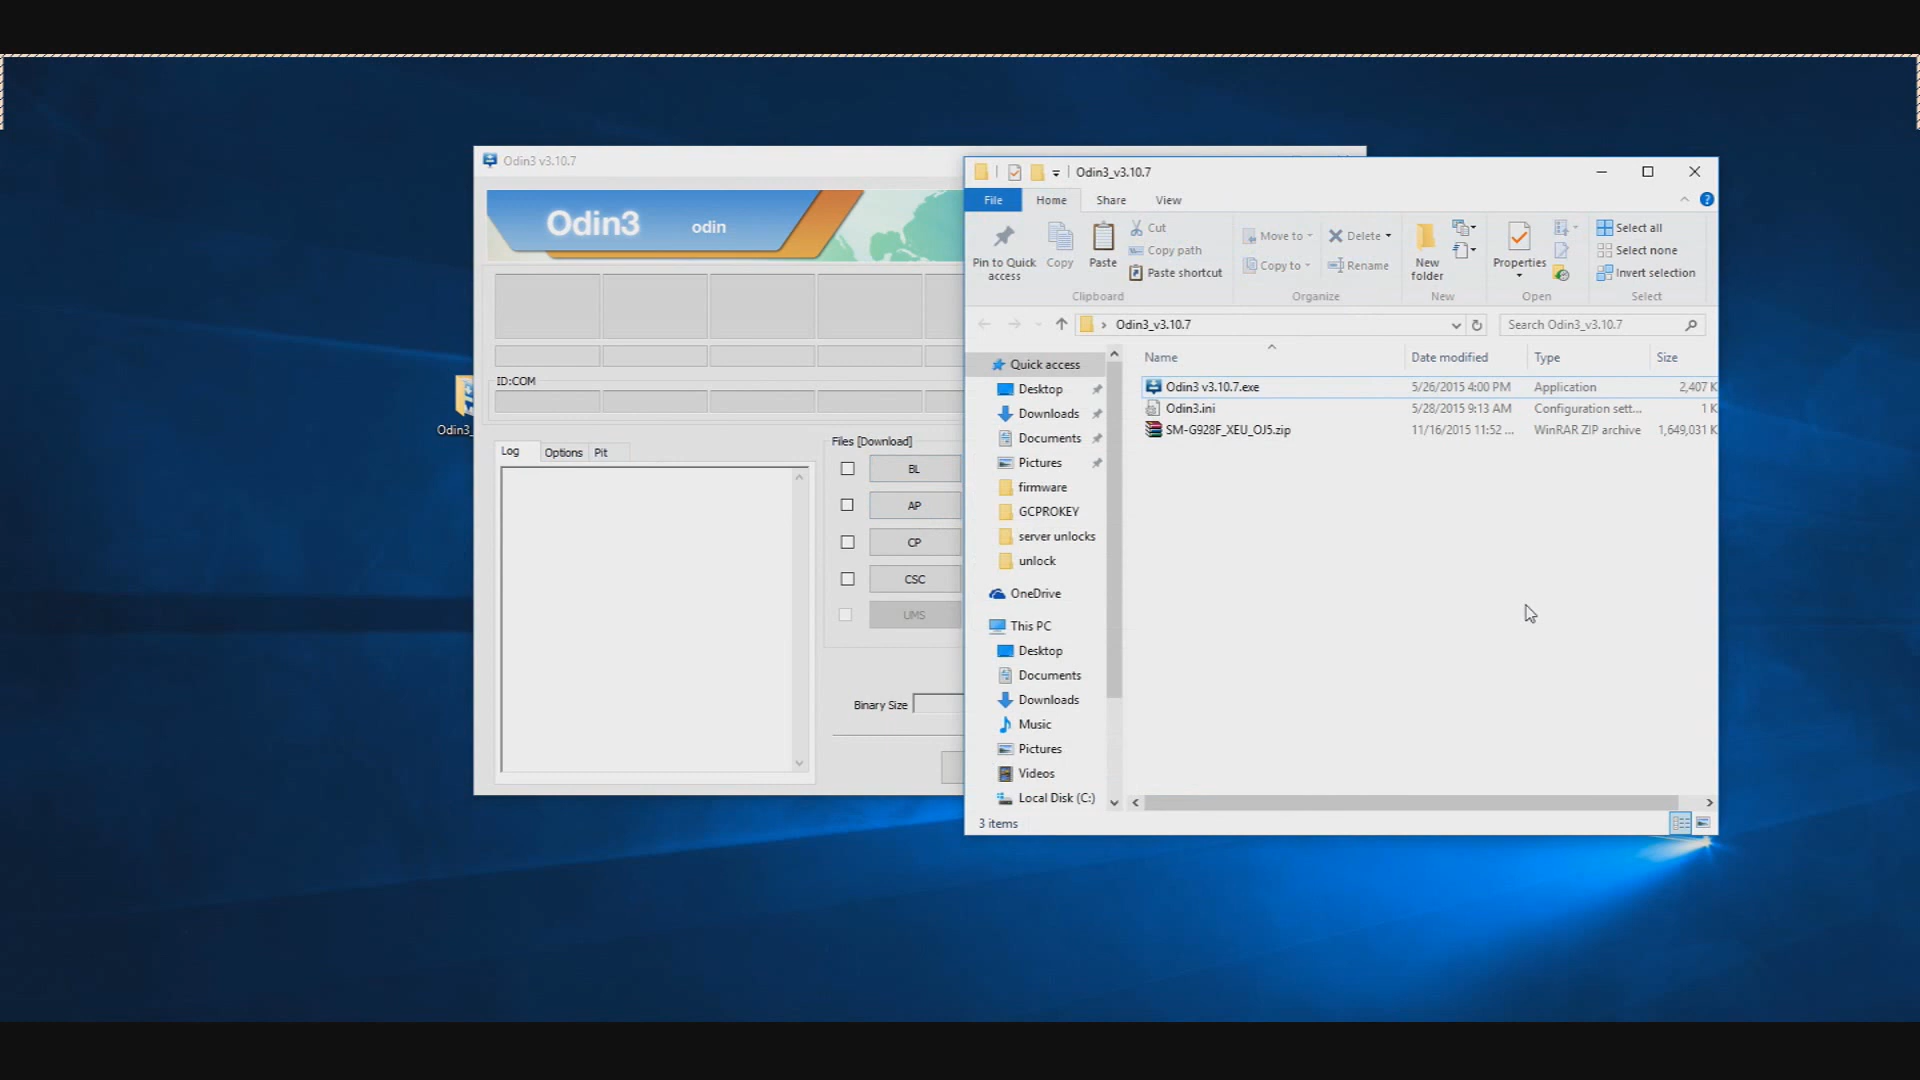 Odin3 v3.10.7
Odin3 odin
ID:COM
Log Options Pit
Files [Download]
BL
AP
CP
CSC
UMS
Binary Size
Odin3_
Odin3_v3.10.7
File Home Share View
Pin to Quick access
Copy
Paste
Cut
Copy path
Paste shortcut
Clipboard
Move to
Copy to
Delete
Rename
Organize
New folder
New
Properties
Open
Select all
Select none
Invert selection
Select
Odin3_v3.10.7
Search Odin3_v3.10.7
Quick access
Desktop
Downloads
Documents
Pictures
firmware
GCPROKEY
server unlocks
unlock
OneDrive
This PC
Desktop
Documents
Downloads
Music
Pictures
Videos
Local Disk (C:)
Name Date modified Type Size
Odin3 v3.10.7.exe 5/26/2015 4:00 PM Application 2,407 K
Odin3.ini 5/28/2015 9:13 AM Configuration sett... 1 K
SM-G928F_XEU_OJ5.zip 11/16/2015 11:52 ... WinRAR ZIP archive 1,649,031 K
3 items